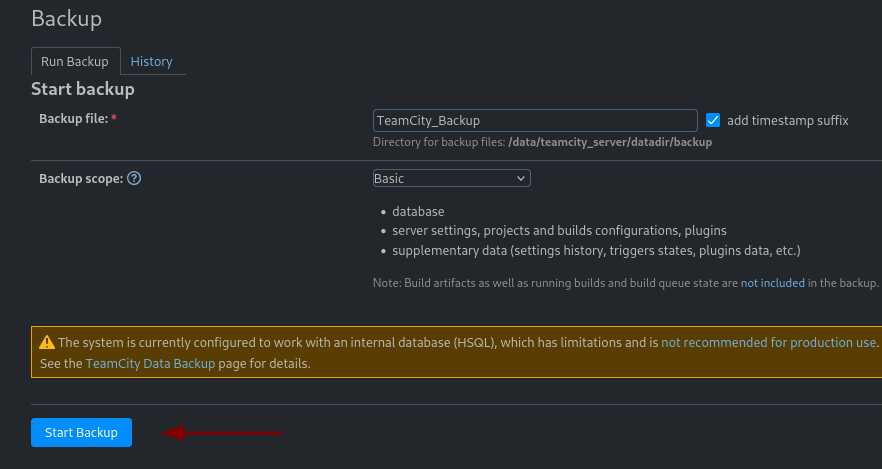 Backup
Run Backup History
Start backup
Backup file: * TeamCity_Backup add timestamp suffix
Directory for backup files: /data/teamcity_server/datadir/backup
Backup scope: ? Basic
• database
• server settings, projects and builds configurations, plugins
• supplementary data (settings history, triggers states, plugins data, etc.)
Note: Build artifacts as well as running builds and build queue state are not included in the backup.
The system is currently configured to work with an internal database (HSQL), which has limitations and is not recommended for production use.
See the TeamCity Data Backup page for details.
Start Backup